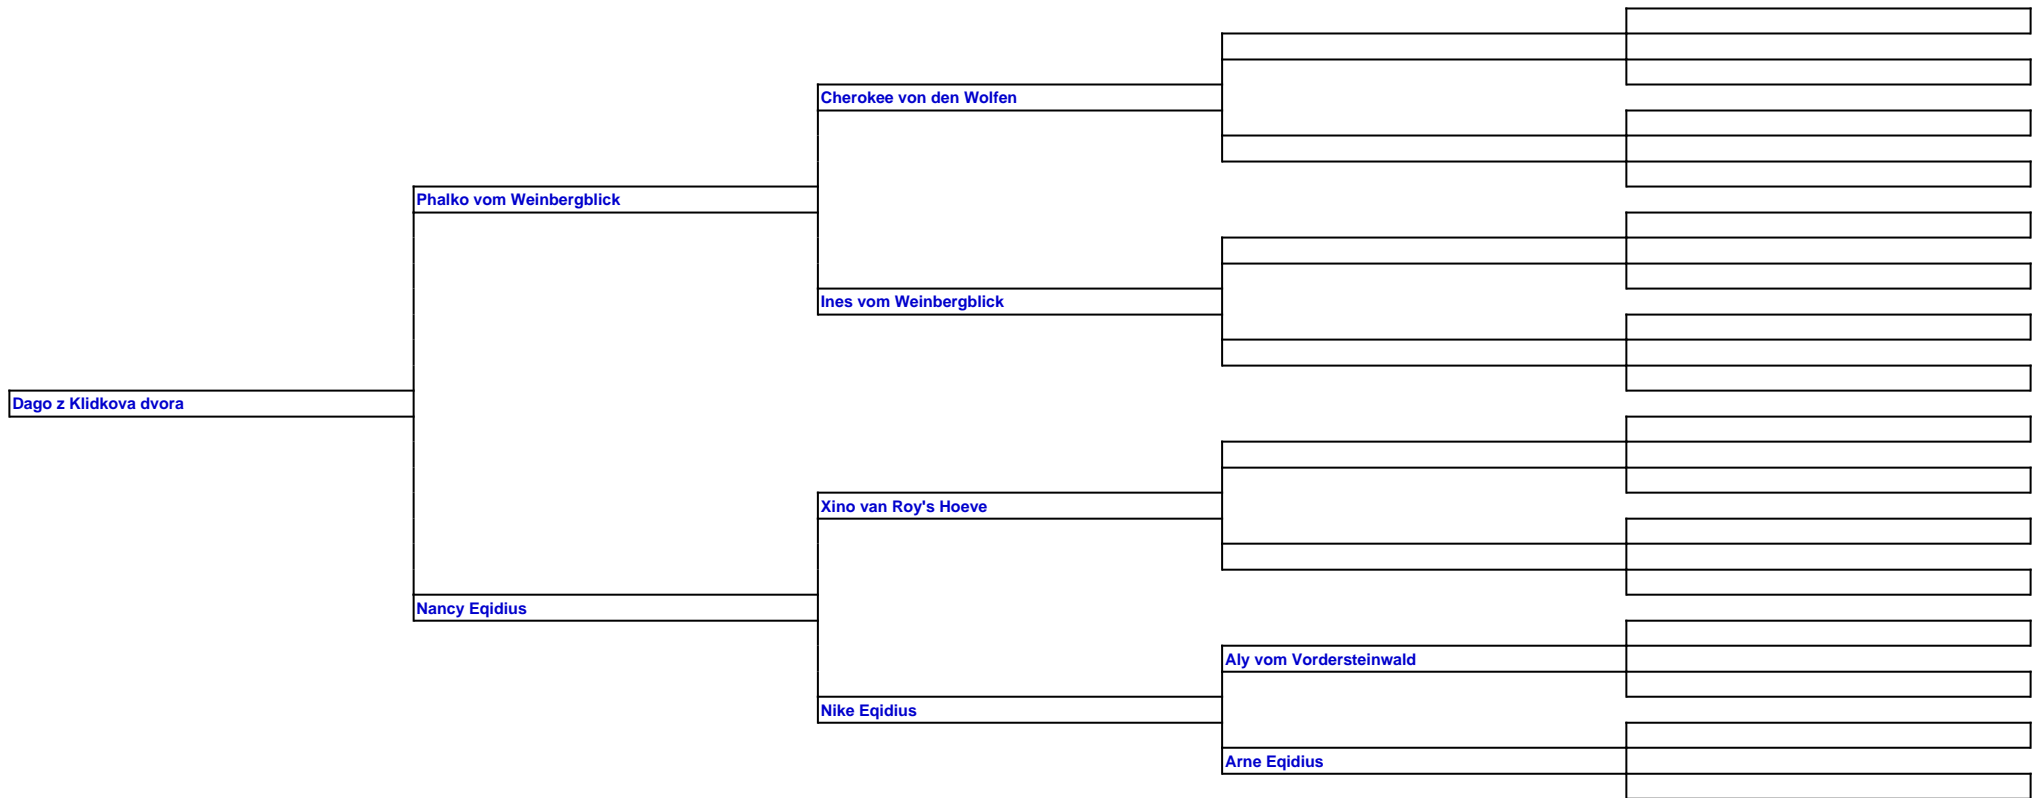 Cherokee von den Wolfen
Phalko vom Weinbergblick
Ines vom Weinbergblick
Dago z Klidkova dvora
Xino van Roy's Hoeve
Nancy Eqidius
Aly vom Vordersteinwald
Nike Eqidius
Arne Eqidius